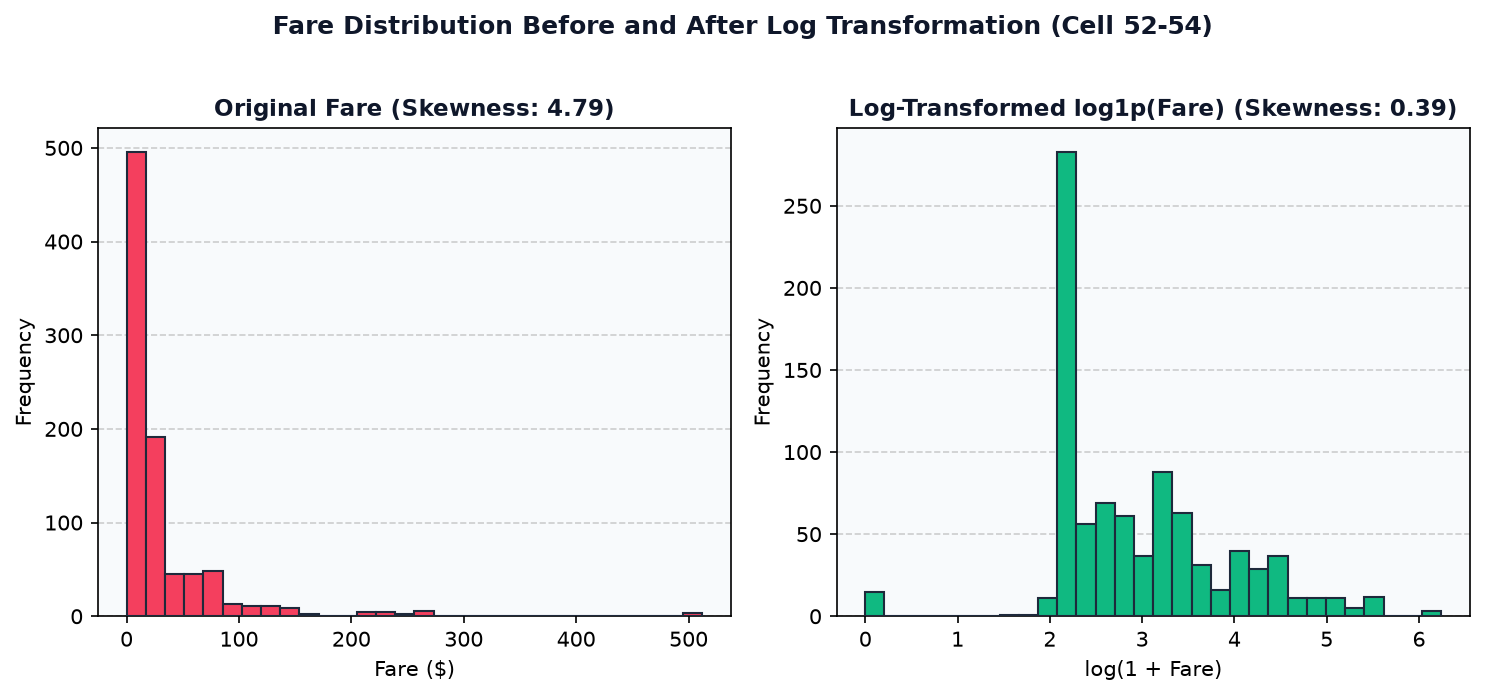 Fare Distribution Before and After Log Transformation (Cell 52-54)
Original Fare (Skewness: 4.79)
500
400
300
200
100
0
Frequency
0 100 200 300 400 500
Fare ($)
Log-Transformed log1p(Fare) (Skewness: 0.39)
250
200
150
100
50
0
Frequency
0 1 2 3 4 5 6
log(1 + Fare)